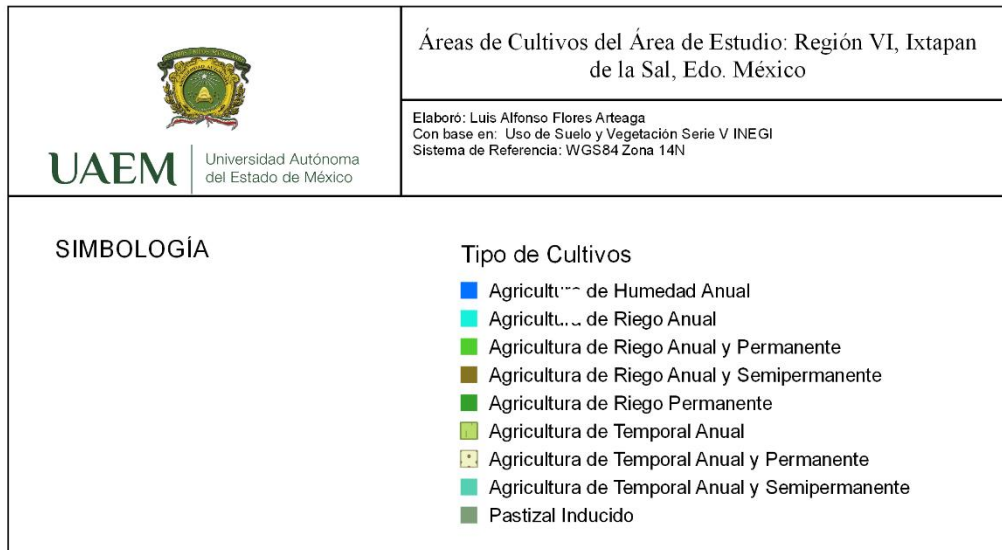 UAEM
Universidad Autónoma
del Estado de México
Áreas de Cultivos del Área de Estudio: Región VI, Ixtapan
de la Sal, Edo. México
Elaboró: Luis Alfonso Flores Arteaga
Con base en: Uso de Suelo y Vegetación Serie V INEGI
Sistema de Referencia: WGS84 Zona 14N
SIMBOLOGÍA
Tipo de Cultivos
Agricultura de Humedad Anual
Agricultura de Riego Anual
Agricultura de Riego Anual y Permanente
Agricultura de Riego Anual y Semipermanente
Agricultura de Riego Permanente
Agricultura de Temporal Anual
Agricultura de Temporal Anual y Permanente
Agricultura de Temporal Anual y Semipermanente
Pastizal Inducido